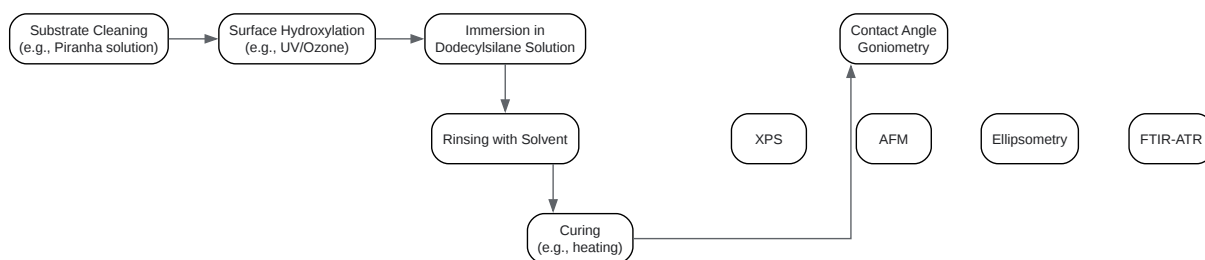 Substrate Cleaning
(e.g., Piranha solution)
Surface Hydroxylation
(e.g., UV/Ozone)
Immersion in
Dodecylsilane Solution
Contact Angle
Goniometry
Rinsing with Solvent
XPS
AFM
Ellipsometry
FTIR-ATR
Curing
(e.g., heating)